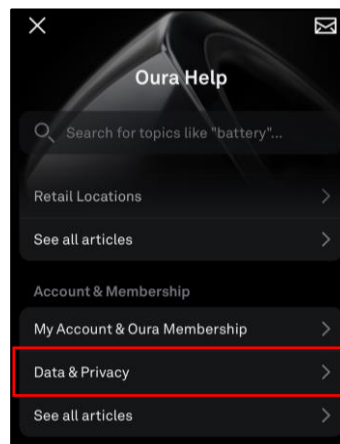 Oura Help
Search for topics like "battery"...
Retail Locations
See all articles
Account & Membership
My Account & Oura Membership
Data & Privacy
See all articles